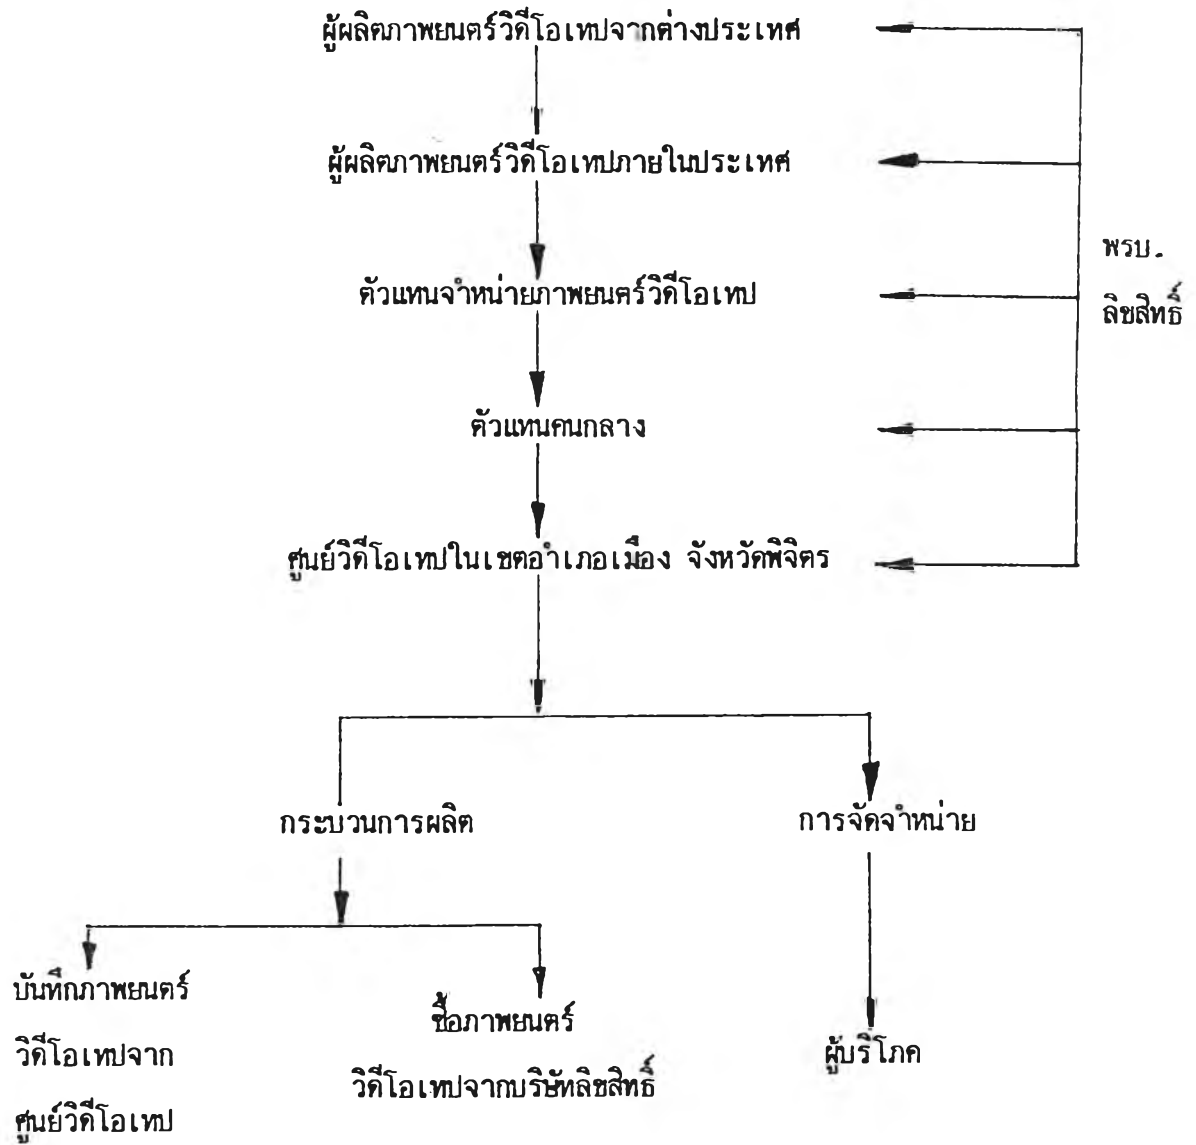 ผู้ผลิตภาพยนตร์วิดีโอเทปจากต่างประเทศ
ผู้ผลิตภาพยนตร์วิดีโอเทปภายในประเทศ
พรบ.
ตัวแทนจำหน่ายภาพยนตร์วิดีโอเทป
ลิขสิทธิ์
ตัวแทนคนกลาง
ศูนย์วิดีโอเทปในเขตอำเภอเมือง จังหวัดพิจิตร
กระบวนการผลิต
การจัดจำหน่าย
บันทึกภาพยนตร์
วิดีโอเทปจาก
ศูนย์วิดีโอเทป
ซื้อภาพยนตร์
วิดีโอเทปจากบริษัทลิขสิทธิ์
ผู้บริโภค